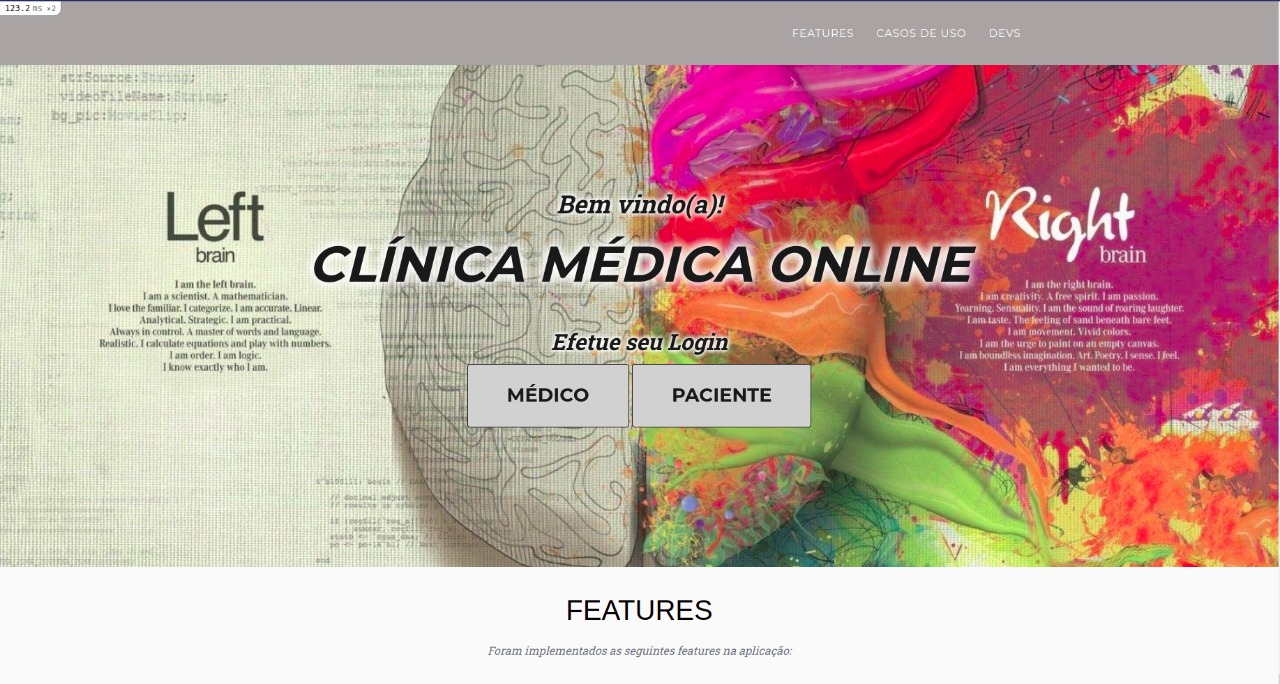 123.2 ms ×2
FEATURES CASOS DE USO DEVS
strSource:String;
videoFileName:String;
bg_pic:MovieClip;
Left
brain
I am the left brain.
I am a scientist. A mathematician.
I love the familiar. I categorize. I am accurate. Linear.
Analytical. Strategic. I am practical.
Always in control. A master of words and language.
Realistic. I calculate equations and play with numbers.
I am order. I am logic.
I know exactly who I am.
Bem vindo(a)!
CLÍNICA MÉDICA ONLINE
Efetue seu Login
MÉDICO PACIENTE
Right
brain
I am the right brain.
I am creativity. A free spirit. I am passion.
Yearning. Sensuality. I am the sound of roaring laughter.
I am taste. The feeling of sand beneath bare feet.
I am movement. Vivid colors.
I am the urge to paint on an empty canvas.
I am boundless imagination. Art. Poetry. I sense. I feel.
I am everything I wanted to be.
FEATURES
Foram implementados as seguintes features na aplicação: